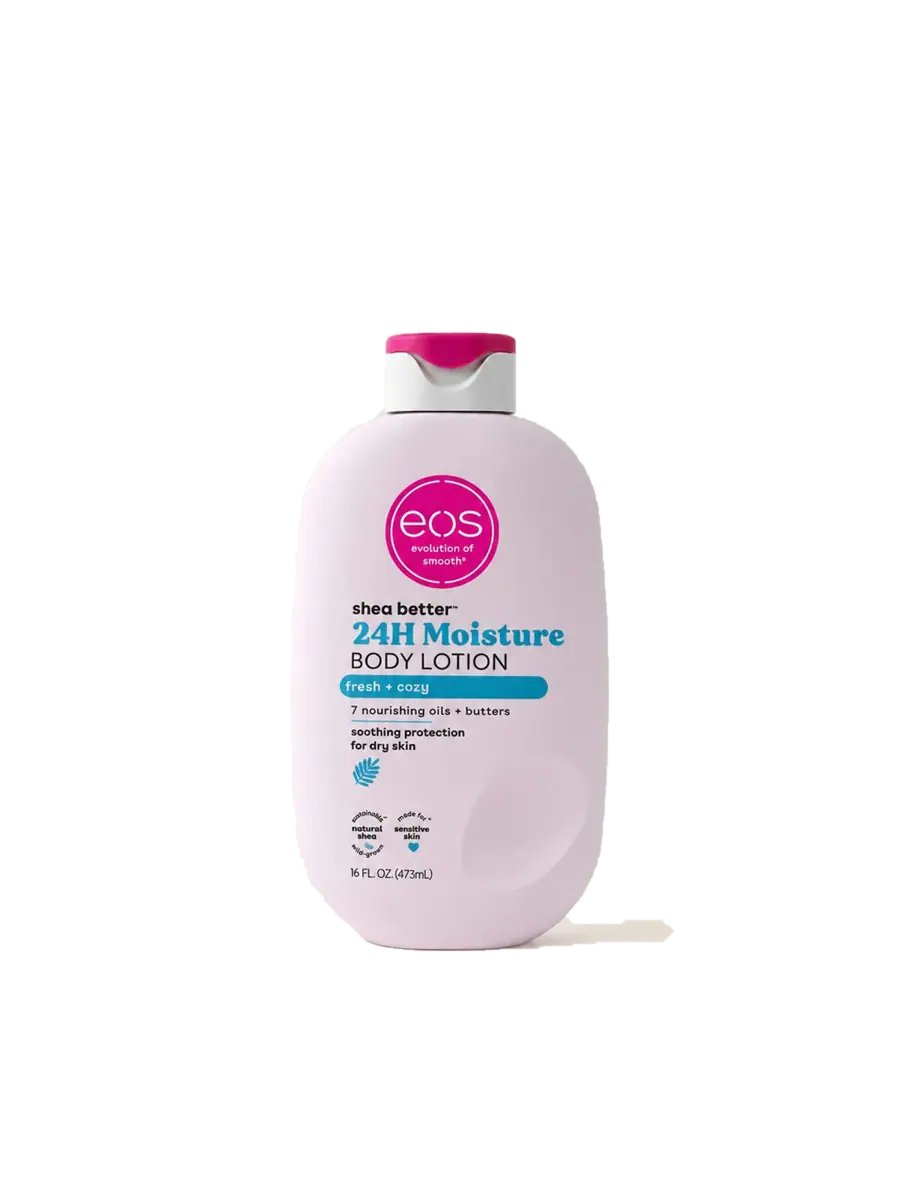 eos
evolution of
smooth®
shea better™
24H Moisture
BODY LOTION
fresh + cozy
7 nourishing oils + butters
soothing protection
for dry skin
sustainable
natural
shea
wild-grown
made for
sensitive
skin
16 FL. OZ. (473mL)